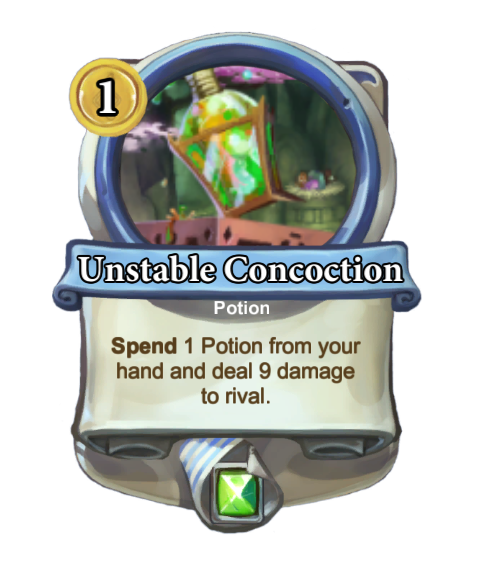 1
Unstable Concoction
Potion
Spend 1 Potion from your
hand and deal 9 damage
to rival.